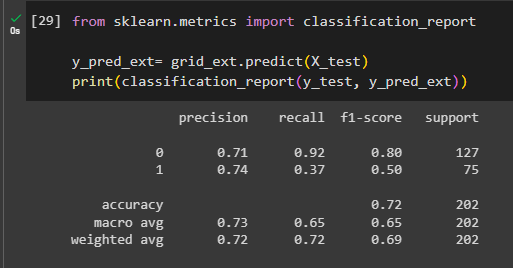 [29] from sklearn.metrics import classification_report
0s
y_pred_ext= grid_ext.predict(X_test)
print(classification_report(y_test, y_pred_ext))
precision recall f1-score support
0 0.71 0.92 0.80 127
1 0.74 0.37 0.50 75
accuracy 0.72 202
macro avg 0.73 0.65 0.65 202
weighted avg 0.72 0.72 0.69 202